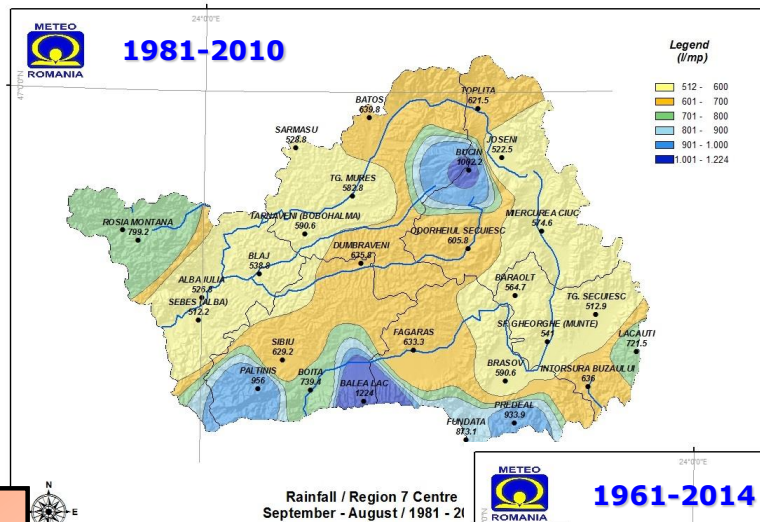 24°0'0"E
METEO
ROMANIA
1981-2010
47°0'0"N
Legend
(l/mp)
512 - 600
601 - 700
701 - 800
801 - 900
901 - 1.000
1.001 - 1.224
TOPLITA
621.5
BATOS
639.8
SARMASU
528.8
JOSENI
522.5
BUCIN
1002.2
TG. MURES
582.8
ROSIA MONTANA
799.2
TARNAVENI (BOBOHALMA)
590.6
MIERCUREA CIUC
574.6
ODORHEIUL SECUIESC
605.8
DUMBRAVENI
635.8
BLAJ
538.8
ALBA IULIA
526.8
SEBES (ALBA)
512.2
BARAOLT
564.7
TG. SECUIESC
512.9
SF. GHEORGHE (MUNTE)
541
LACAUTI
721.5
FAGARAS
633.3
SIBIU
629.2
BRASOV
590.6
INTORSURA BUZAULUI
636
PALTINIS
956
BOITA
739.4
BALEA LAC
1224
PREDEAL
933.9
FUNDATA
873.1
N
E
Rainfall / Region 7 Centre
September - August / 1981 - 20
24°0'0"E
METEO
ROMANIA
1961-2014